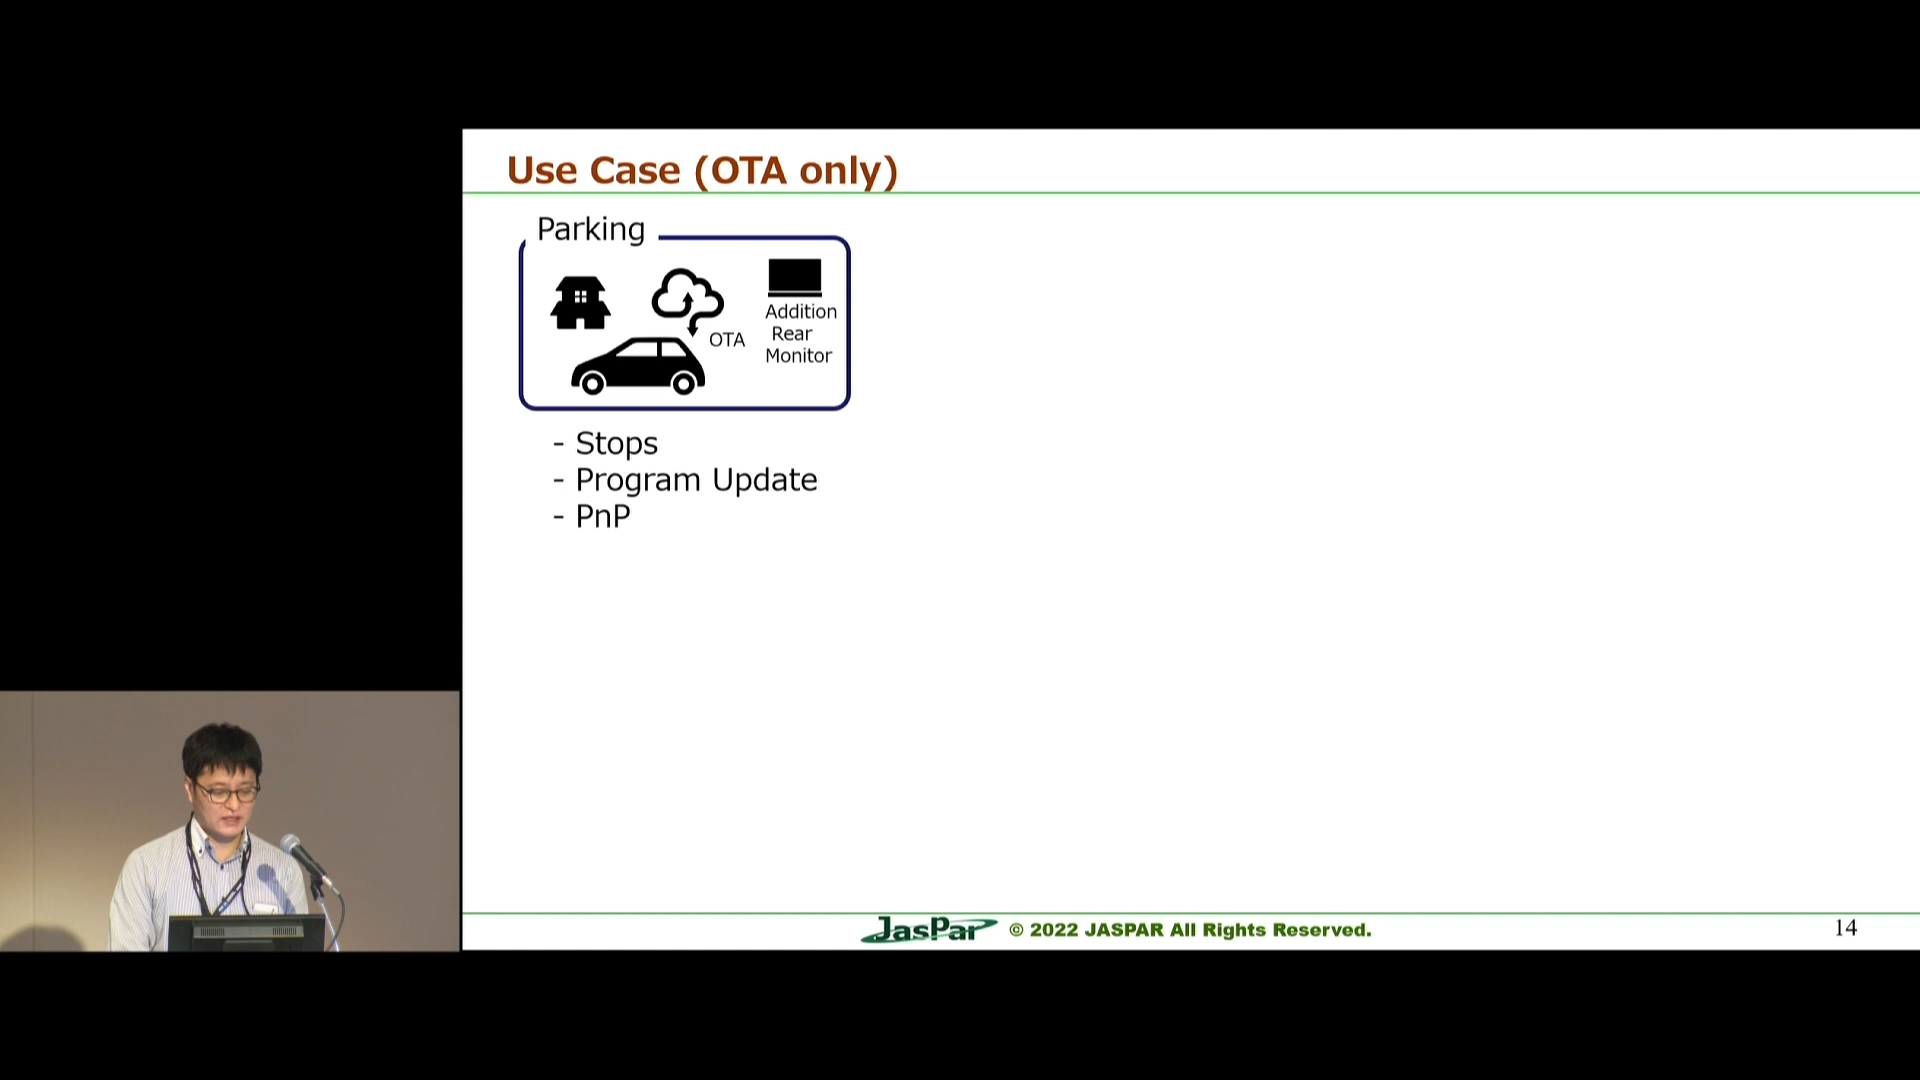 Use Case (OTA only)
Parking
OTA
Addition
Rear
Monitor
- Stops
- Program Update
- PnP
JasPar © 2022 JASPAR All Rights Reserved.
14